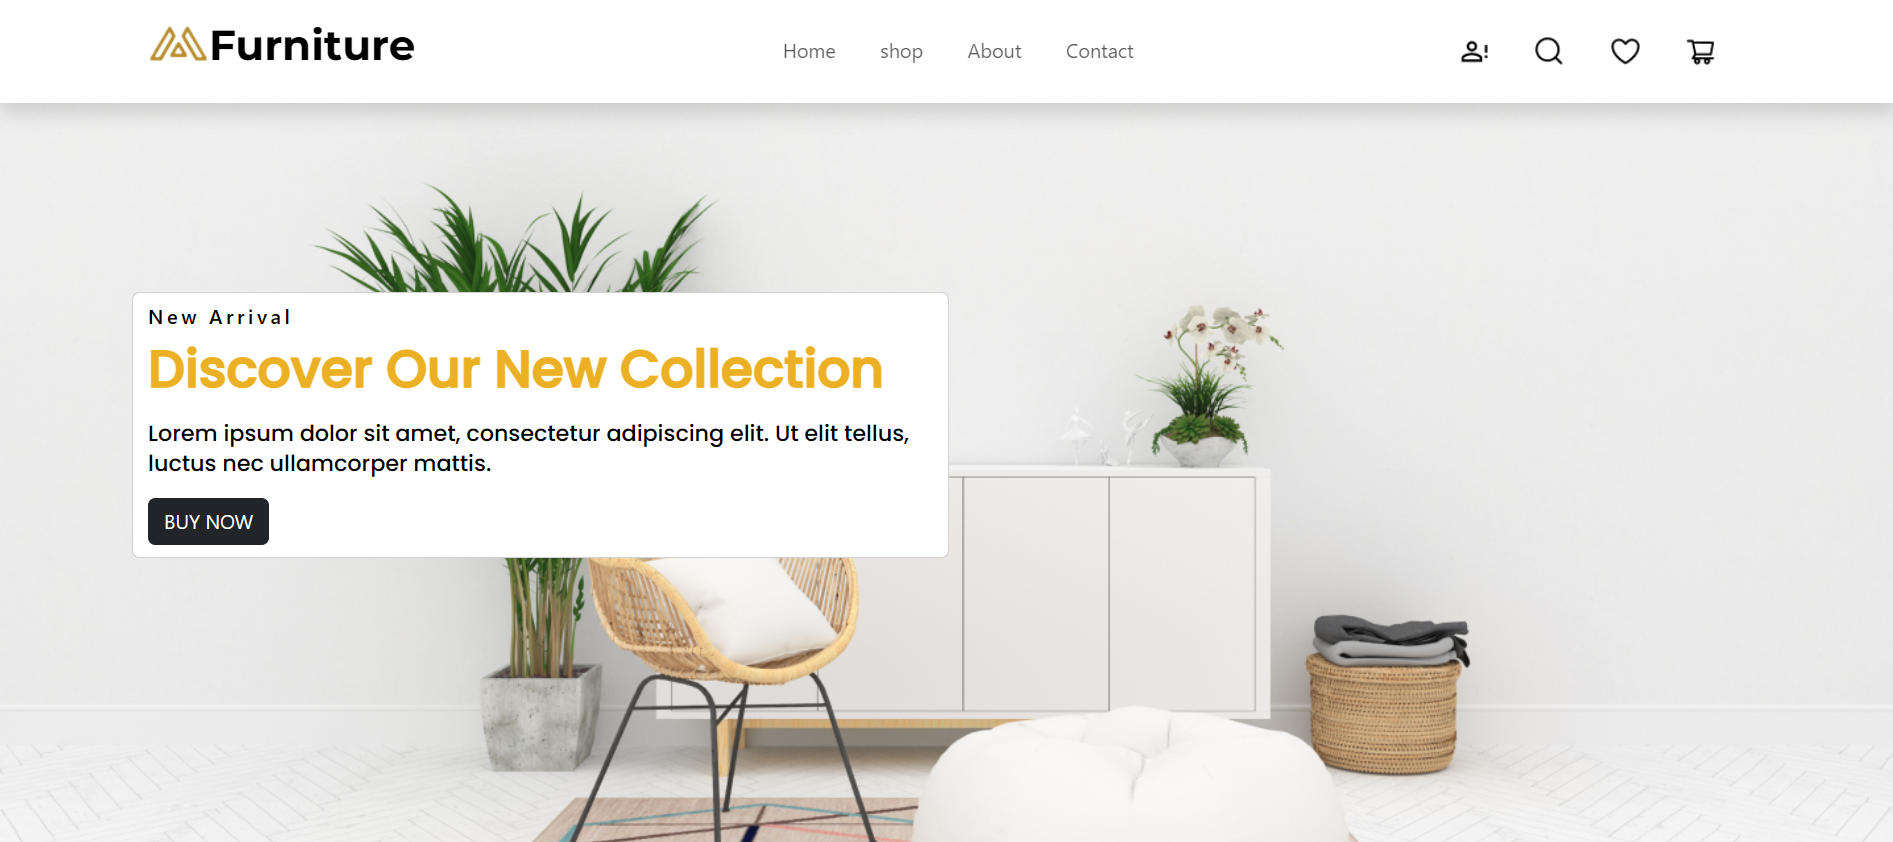 Furniture
Home
shop
About
Contact
New Arrival
Discover Our New Collection
Lorem ipsum dolor sit amet, consectetur adipiscing elit. Ut elit tellus,
luctus nec ullamcorper mattis.
BUY NOW